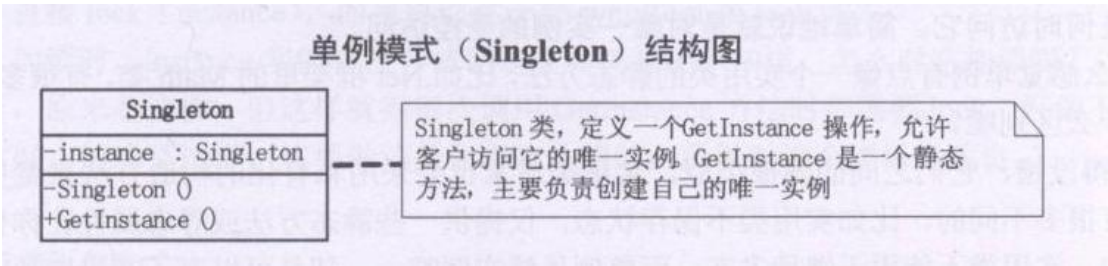 单例模式（Singleton）结构图
Singleton
-instance : Singleton
-Singleton()
+GetInstance()
Singleton 类，定义一个GetInstance 操作，允许
客户访问它的唯一实例。GetInstance 是一个静态
方法，主要负责创建自己的唯一实例